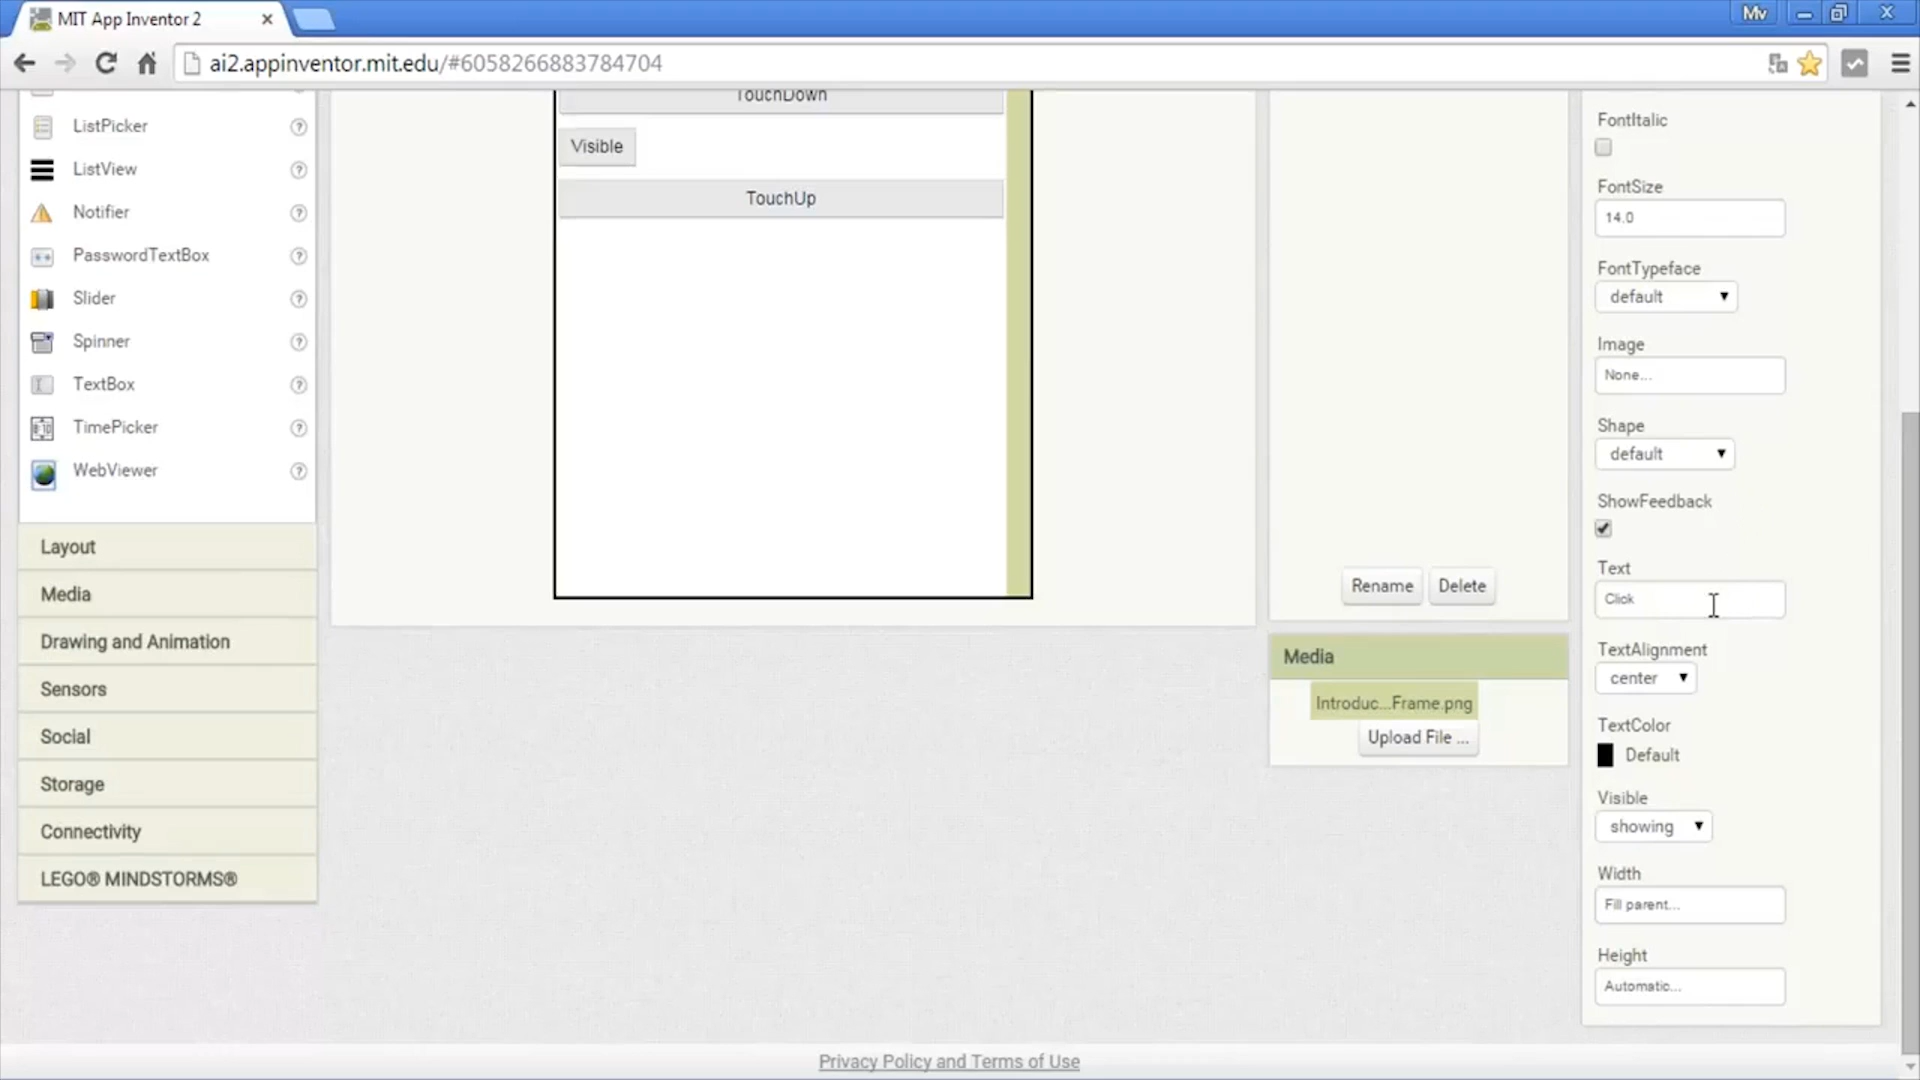 MIT App Inventor 2
Mv
ai2.appinventor.mit.edu/#6058266883784704
ListPicker
ListView
Notifier
PasswordTextBox
Slider
Spinner
TextBox
TimePicker
WebViewer
Layout
Media
Drawing and Animation
Sensors
Social
Storage
Connectivity
LEGO® MINDSTORMS®
TouchDown
Visible
TouchUp
Rename
Delete
Media
Introduc...Frame.png
Upload File ...
FontItalic
FontSize
14.0
FontTypeface
default
Image
None...
Shape
default
ShowFeedback
Text
Click
TextAlignment
center
TextColor
Default
Visible
showing
Width
Fill parent...
Height
Automatic...
Privacy Policy and Terms of Use